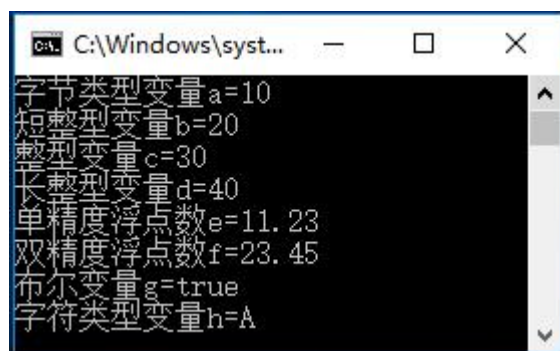 C:\Windows\syst...
字节类型变量a=10
短整型变量b=20
整型变量c=30
长整型变量d=40
单精度浮点数e=11.23
双精度浮点数f=23.45
布尔变量g=true
字符类型变量h=A